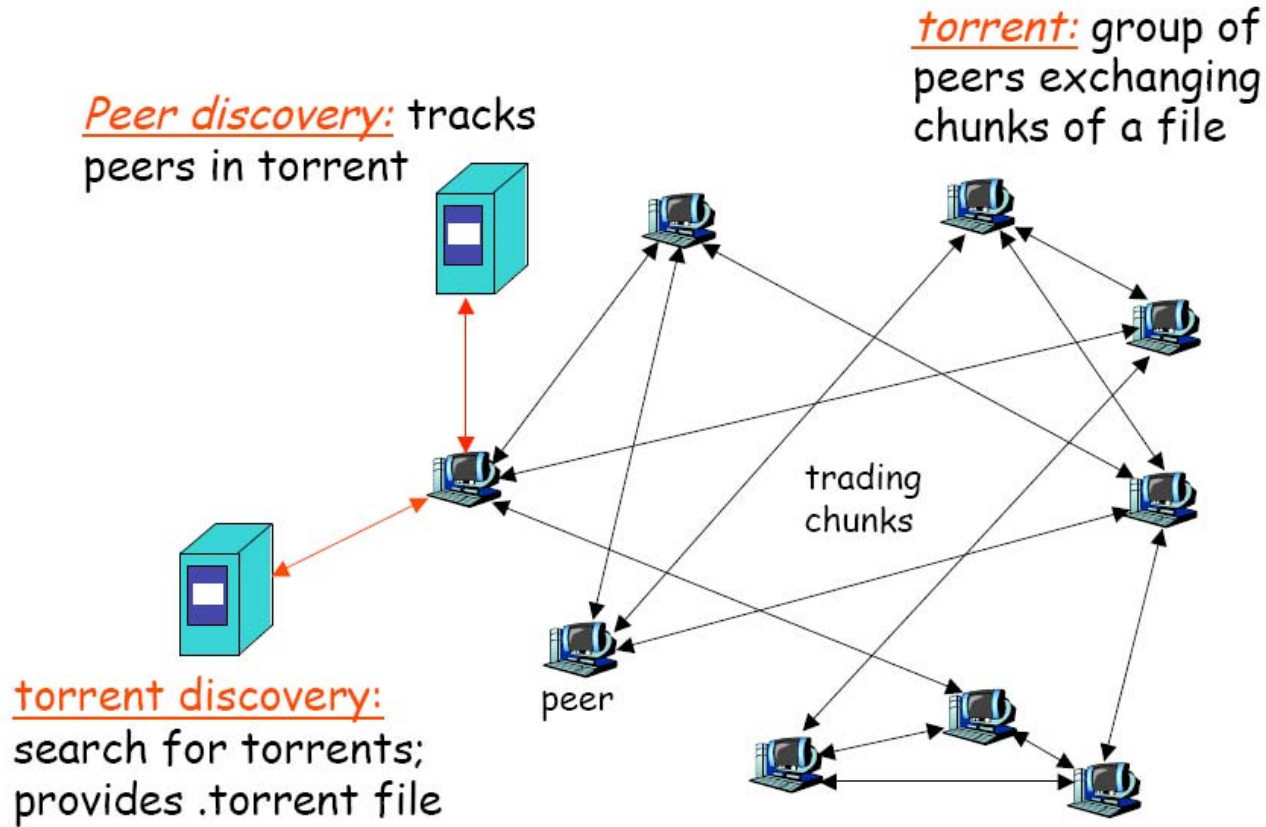 torrent: group of
peers exchanging
chunks of a file
Peer discovery: tracks
peers in torrent
trading
chunks
peer
torrent discovery:
search for torrents;
provides .torrent file